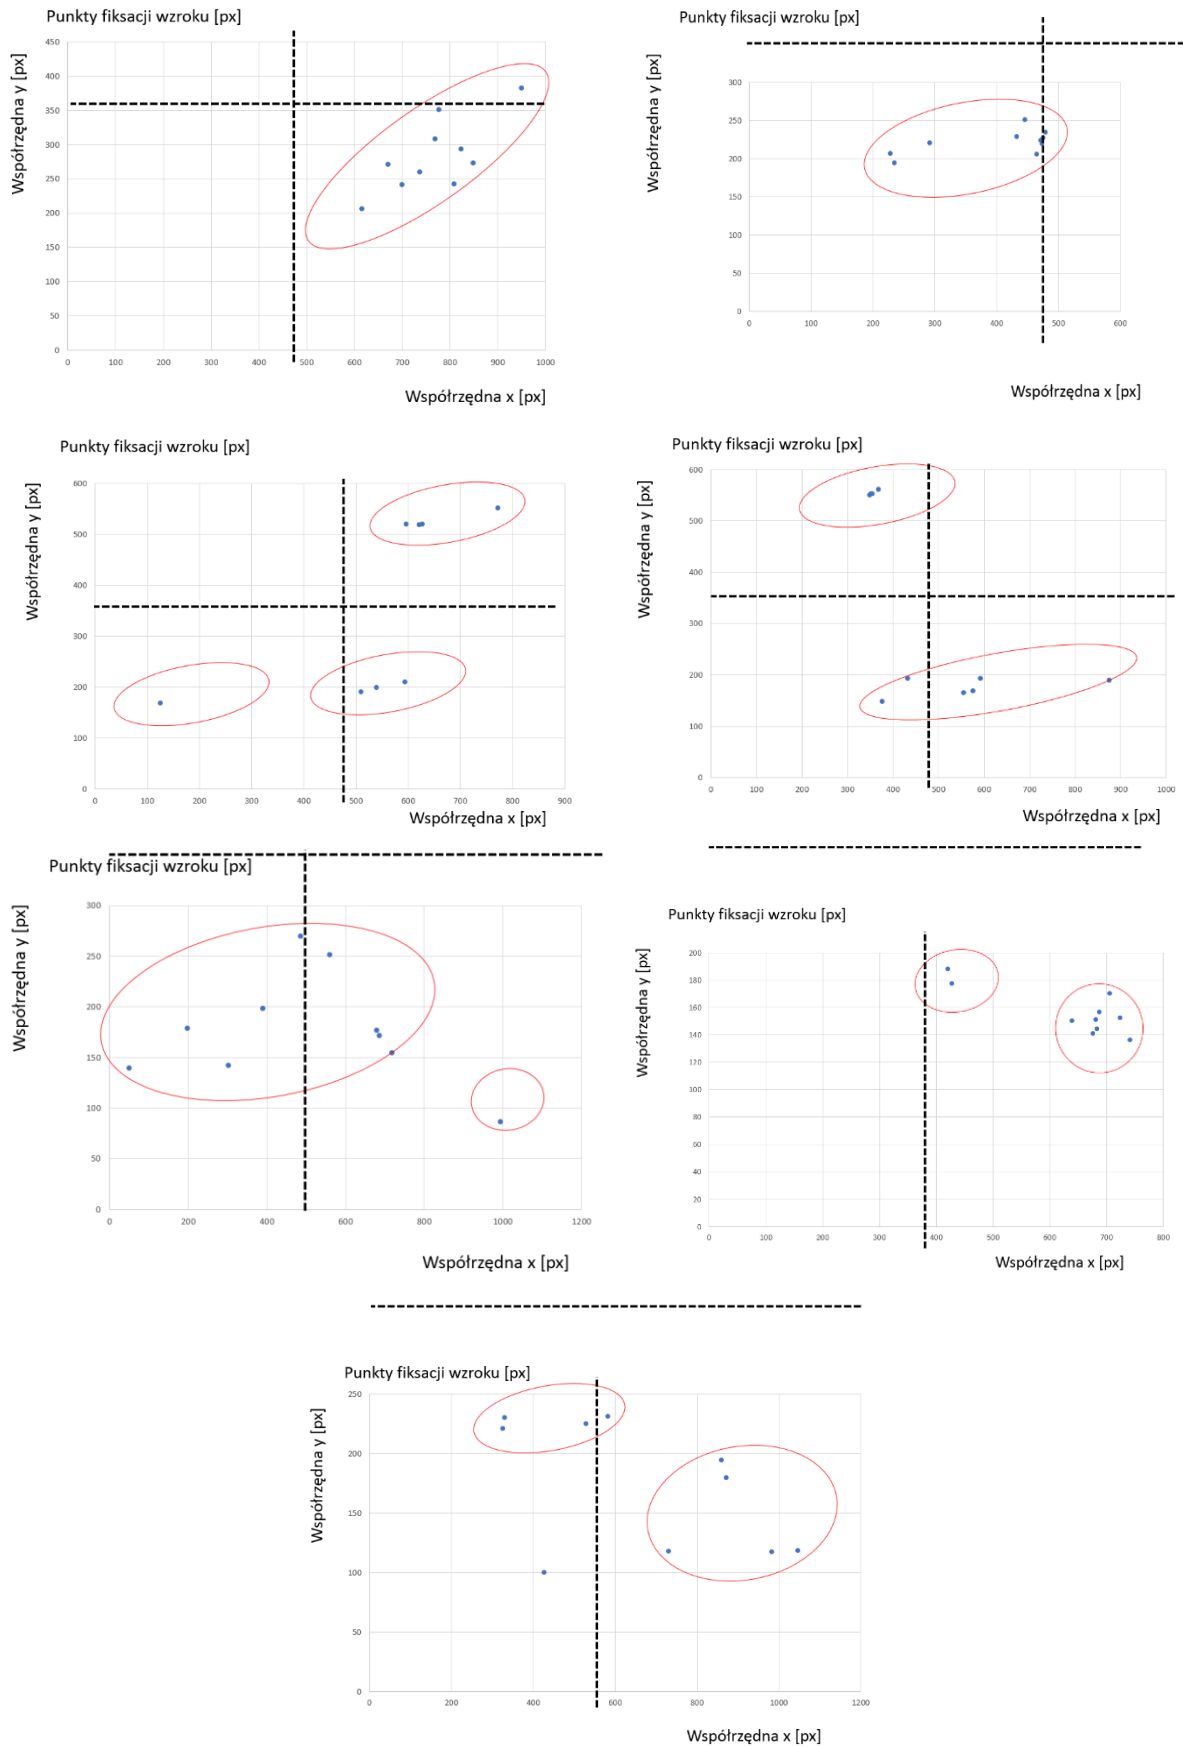 Punkty fiksacji wzroku [px]
Współrzędna y [px]
450
400
350
300
250
200
150
100
50
0
0 100 200 300 400 500 600 700 800 900 1000
Współrzędna x [px]
Punkty fiksacji wzroku [px]
Współrzędna y [px]
300
250
200
150
100
50
0
0 100 200 300 400 500 600
Współrzędna x [px]
Punkty fiksacji wzroku [px]
Współrzędna y [px]
600
500
400
300
200
100
0
0 100 200 300 400 500 600 700 800 900
Współrzędna x [px]
Punkty fiksacji wzroku [px]
Współrzędna y [px]
600
500
400
300
200
100
0
0 100 200 300 400 500 600 700 800 900 1000
Współrzędna x [px]
Punkty fiksacji wzroku [px]
Współrzędna y [px]
300
250
200
150
100
50
0
0 200 400 600 800 1000 1200
Współrzędna x [px]
Punkty fiksacji wzroku [px]
Współrzędna y [px]
200
180
160
140
120
100
80
60
40
20
0
0 100 200 300 400 500 600 700 800
Współrzędna x [px]
Punkty fiksacji wzroku [px]
Współrzędna y [px]
250
200
150
100
50
0
0 200 400 600 800 1000 1200
Współrzędna x [px]